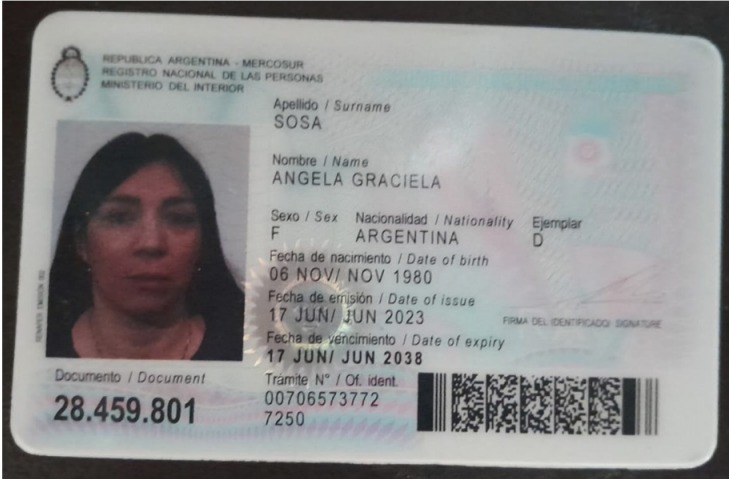 REPUBLICA ARGENTINA - MERCOSUR
REGISTRO NACIONAL DE LAS PERSONAS
MINISTERIO DEL INTERIOR
Apellido / Surname
SOSA
Nombre / Name
ANGELA GRACIELA
Sexo / Sex Nacionalidad / Nationality Ejemplar
F ARGENTINA D
Fecha de nacimiento / Date of birth
06 NOV/ NOV 1980
Fecha de emisión / Date of issue
17 JUN/ JUN 2023
FIRMA DEL IDENTIFICADO/ SIGNATURE
Fecha de vencimiento / Date of expiry
17 JUN/ JUN 2038
Documento / Document
28.459.801
Trámite N° / Of. ident.
00706573772
7250